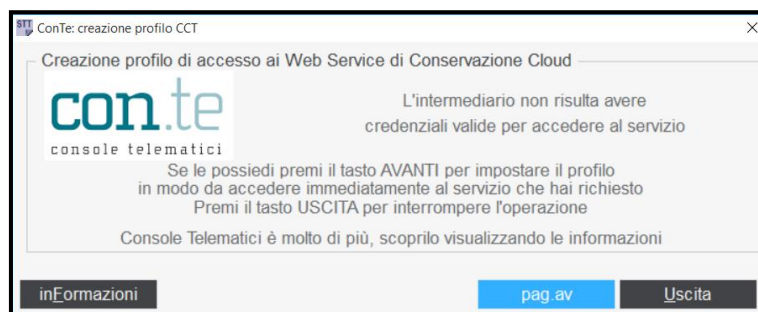 STT
ConTe: creazione profilo CCT
Creazione profilo di accesso ai Web Service di Conservazione Cloud
con.te
console telematici
L'intermediario non risulta avere
credenziali valide per accedere al servizio
Se le possiedi premi il tasto AVANTI per impostare il profilo
in modo da accedere immediatamente al servizio che hai richiesto
Premi il tasto USCITA per interrompere l'operazione
Console Telematici è molto di più, scoprilo visualizzando le informazioni
inFormazioni
pag.av
Uscita